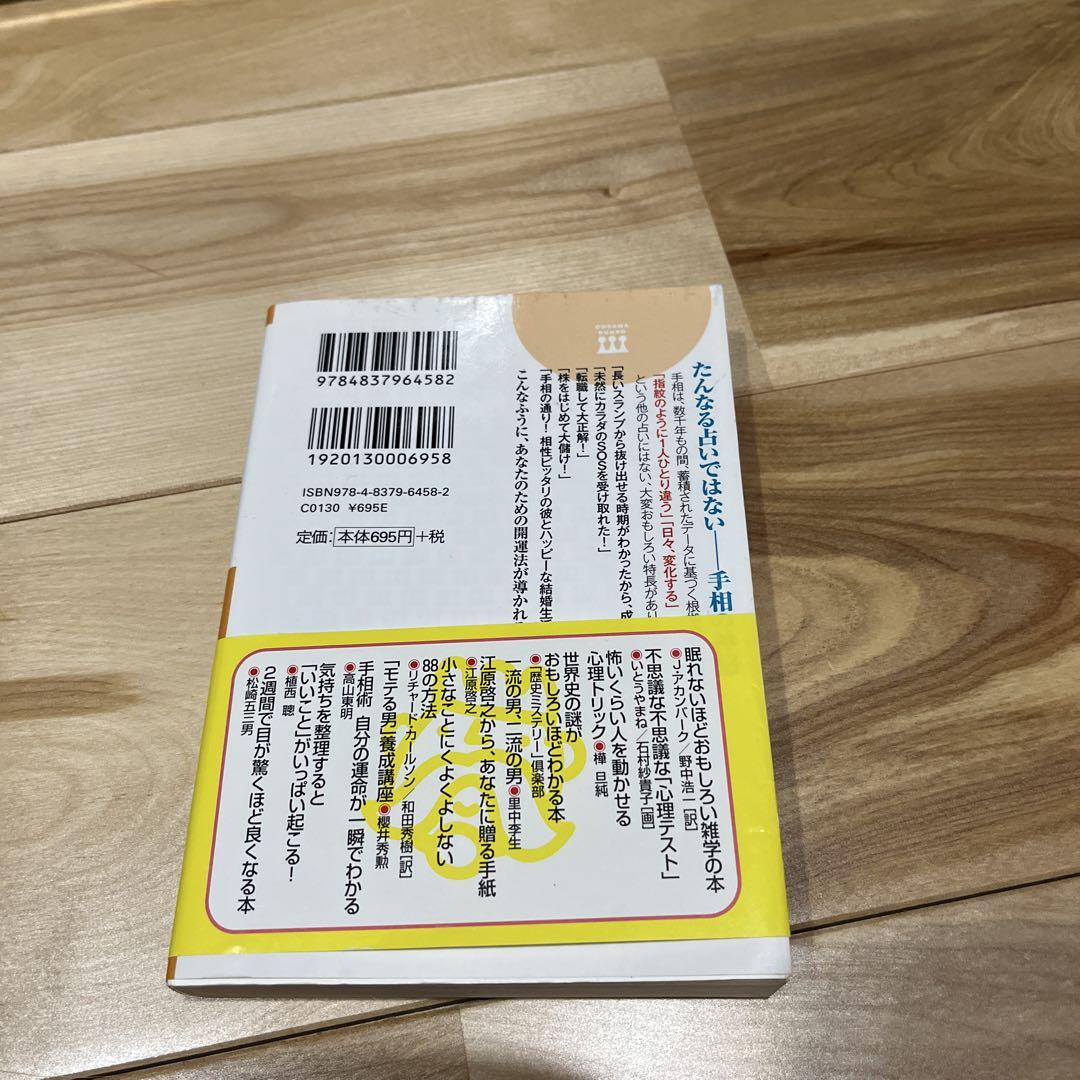 9784837964582
1920130006958
ISBN978-4-8379-6458-2
C0130 ¥695E
定価：本体695円+税
OHSAMA
BUNKO
たんなる占いではない――手相
手相は、数千年もの間、蓄積されたデータに基づく根
「指紋のように1人ひとり違う」「日々、変化する」
という他の占いにはない、大変おもしろい特長があり
「長いスランプから抜け出せる時期がわかったから、成
「未然にカラダのSOSを受け取れた！」
「転職して大正解！」
「株をはじめて大儲け！」
「手相の通り！相性ピッタリの彼とハッピーな結婚生
こんなふうに、あなたのための開運法が導かれ
眠れないほどおもしろい雑学の本
●J・アカンバーク／野中浩一[訳]
不思議な不思議な「心理テスト」
●いとうやまね／石村紗貴子[画]
怖いくらい人を動かせる
心理トリック ●樺 旦純
世界史の謎が
おもしろいほどわかる本
●「歴史ミステリー」倶楽部
一流の男、二流の男 ●里中李生
江原啓之から、あなたに贈る手紙
●江原啓之
小さなことにくよくよしない
88の方法
●リチャード・カールソン／和田秀樹[訳]
「モテる男」養成講座 ●櫻井秀勲
手相術 自分の運命が一瞬でわかる
●高山東明
気持ちを整理すると
「いいこと」がいっぱい起こる！
●植西 聰
2週間で目が驚くほど良くなる本
●松崎五三男